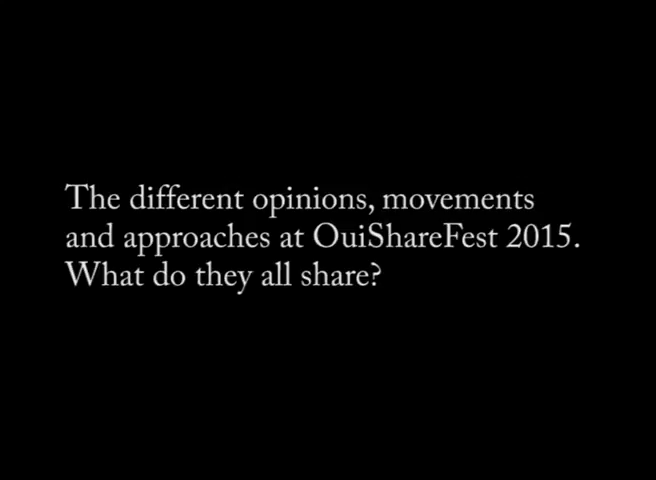 The different opinions, movements
and approaches at OuiShareFest 2015.
What do they all share?